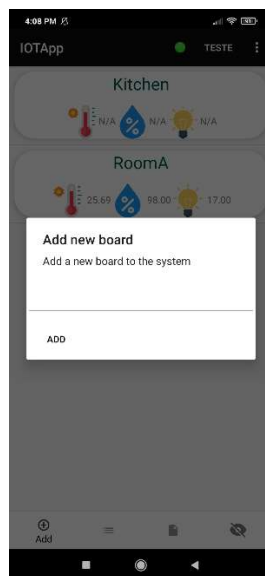 4:08 PM
IOTApp TESTE
Kitchen
N/A N/A N/A
RoomA
25.69 98.00 17.00
Add new board
Add a new board to the system
ADD
Add